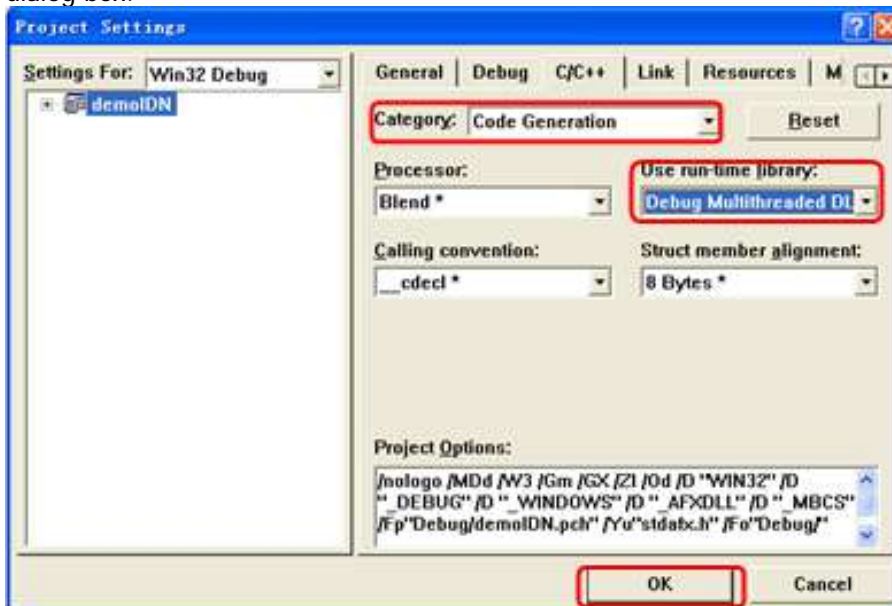 Project Settings
Settings For: Win32 Debug
demoIDN
General Debug C/C++ Link Resources M
Category: Code Generation
Reset
Processor:
Use run-time library:
Blend *
Debug Multithreaded DL
Calling convention:
Struct member alignment:
__cdecl *
8 Bytes *
Project Options:
/nologo /MDd /W3 /Gm /GX /ZI /Od /D "WIN32" /D
"_DEBUG" /D "_WINDOWS" /D "_AFXDLL" /D "_MBCS"
/Fp"Debug/demoIDN.pch" /Yu"stdafx.h" /Fo"Debug/"
OK Cancel